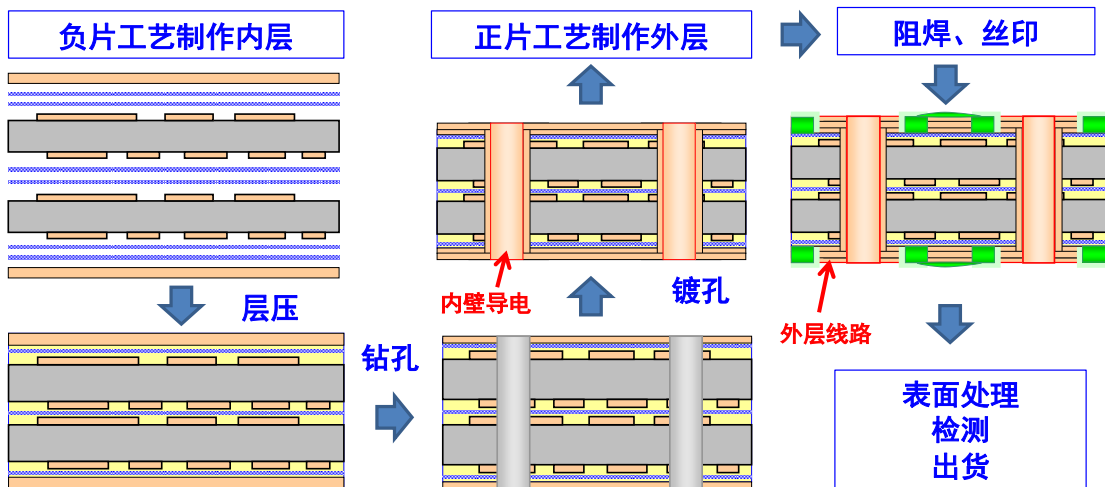 负片工艺制作内层
层压
钻孔
镀孔
内壁导电
正片工艺制作外层
阻焊、丝印
外层线路
表面处理
检测
出货